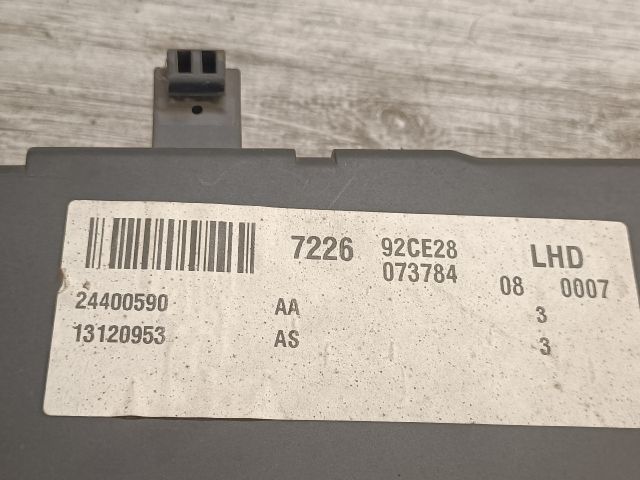 7226 92CE28 LHD
073784 08 0007
24400590 AA 3
13120953 AS 3